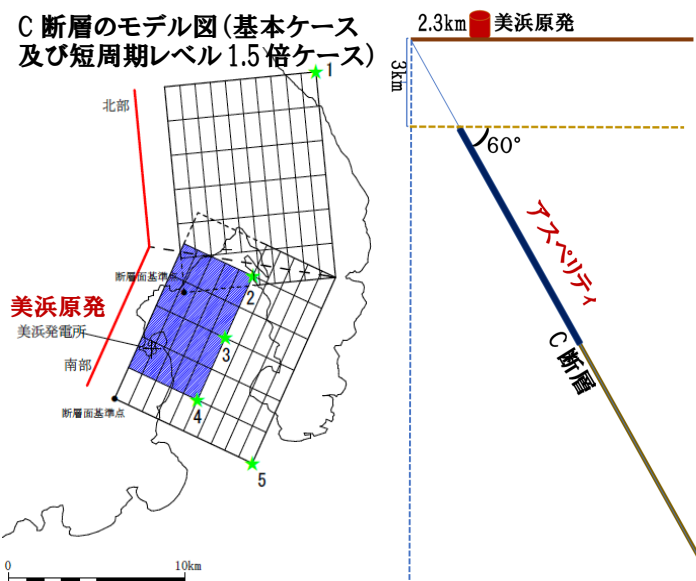 C 断層のモデル図(基本ケース
及び短周期レベル 1.5 倍ケース)
1
北部
断層面基準点
2
美浜原発
美浜発電所
3
南部
4
断層面基準点
5
0
10km
2.3km
美浜原発
3km
60°
アスペリティ
C 断層